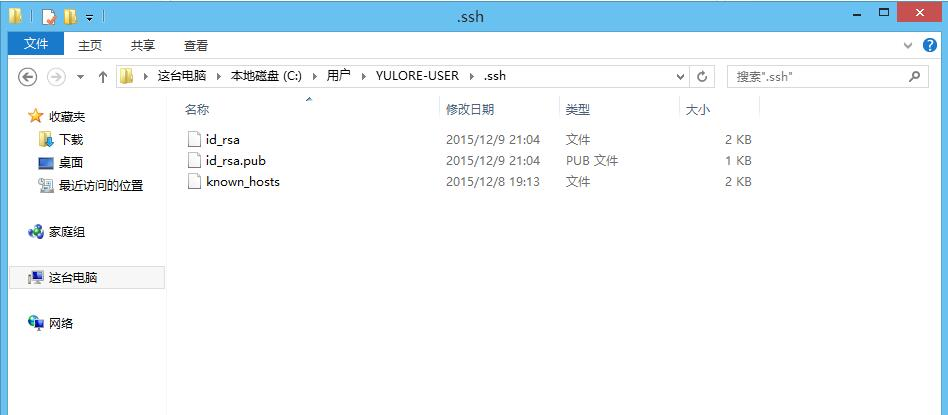 .ssh
文件 主页 共享 查看
这台电脑 本地磁盘 (C:) 用户 YULORE-USER .ssh 搜索".ssh"
名称 修改日期 类型 大小
收藏夹
下载
桌面
最近访问的位置
家庭组
这台电脑
网络
id_rsa 2015/12/9 21:04 文件 2 KB
id_rsa.pub 2015/12/9 21:04 PUB 文件 1 KB
known_hosts 2015/12/8 19:13 文件 2 KB